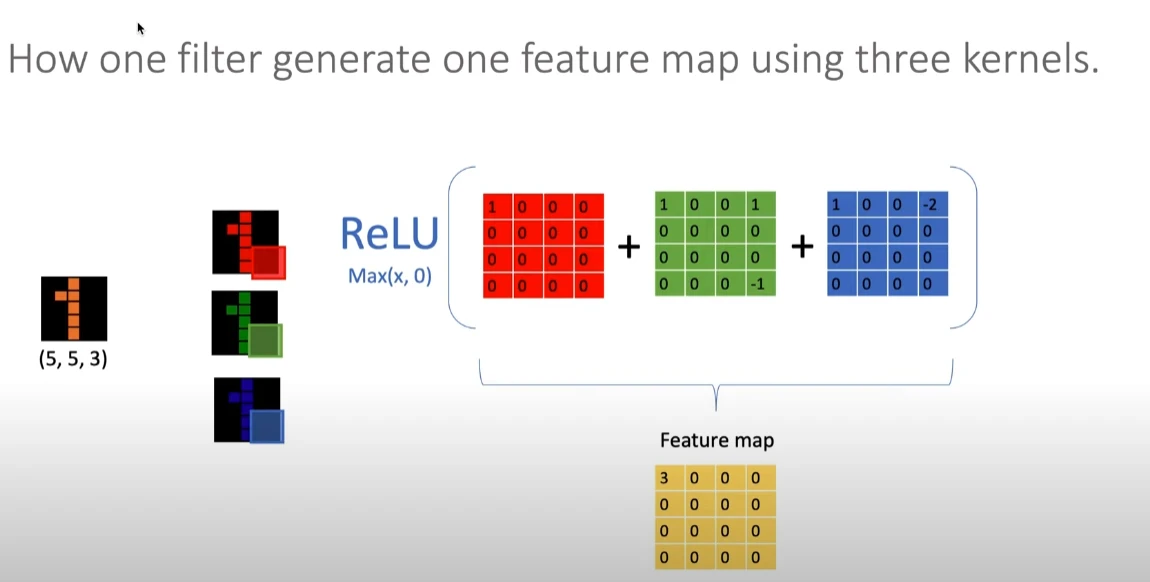 How one filter generate one feature map using three kernels.
(5, 5, 3)
ReLU
Max(x, 0)
1 0 0 0
0 0 0 0
0 0 0 0
0 0 0 0
+
1 0 0 1
0 0 0 0
0 0 0 0
0 0 0 -1
+
1 0 0 -2
0 0 0 0
0 0 0 0
0 0 0 0
Feature map
3 0 0 0
0 0 0 0
0 0 0 0
0 0 0 0